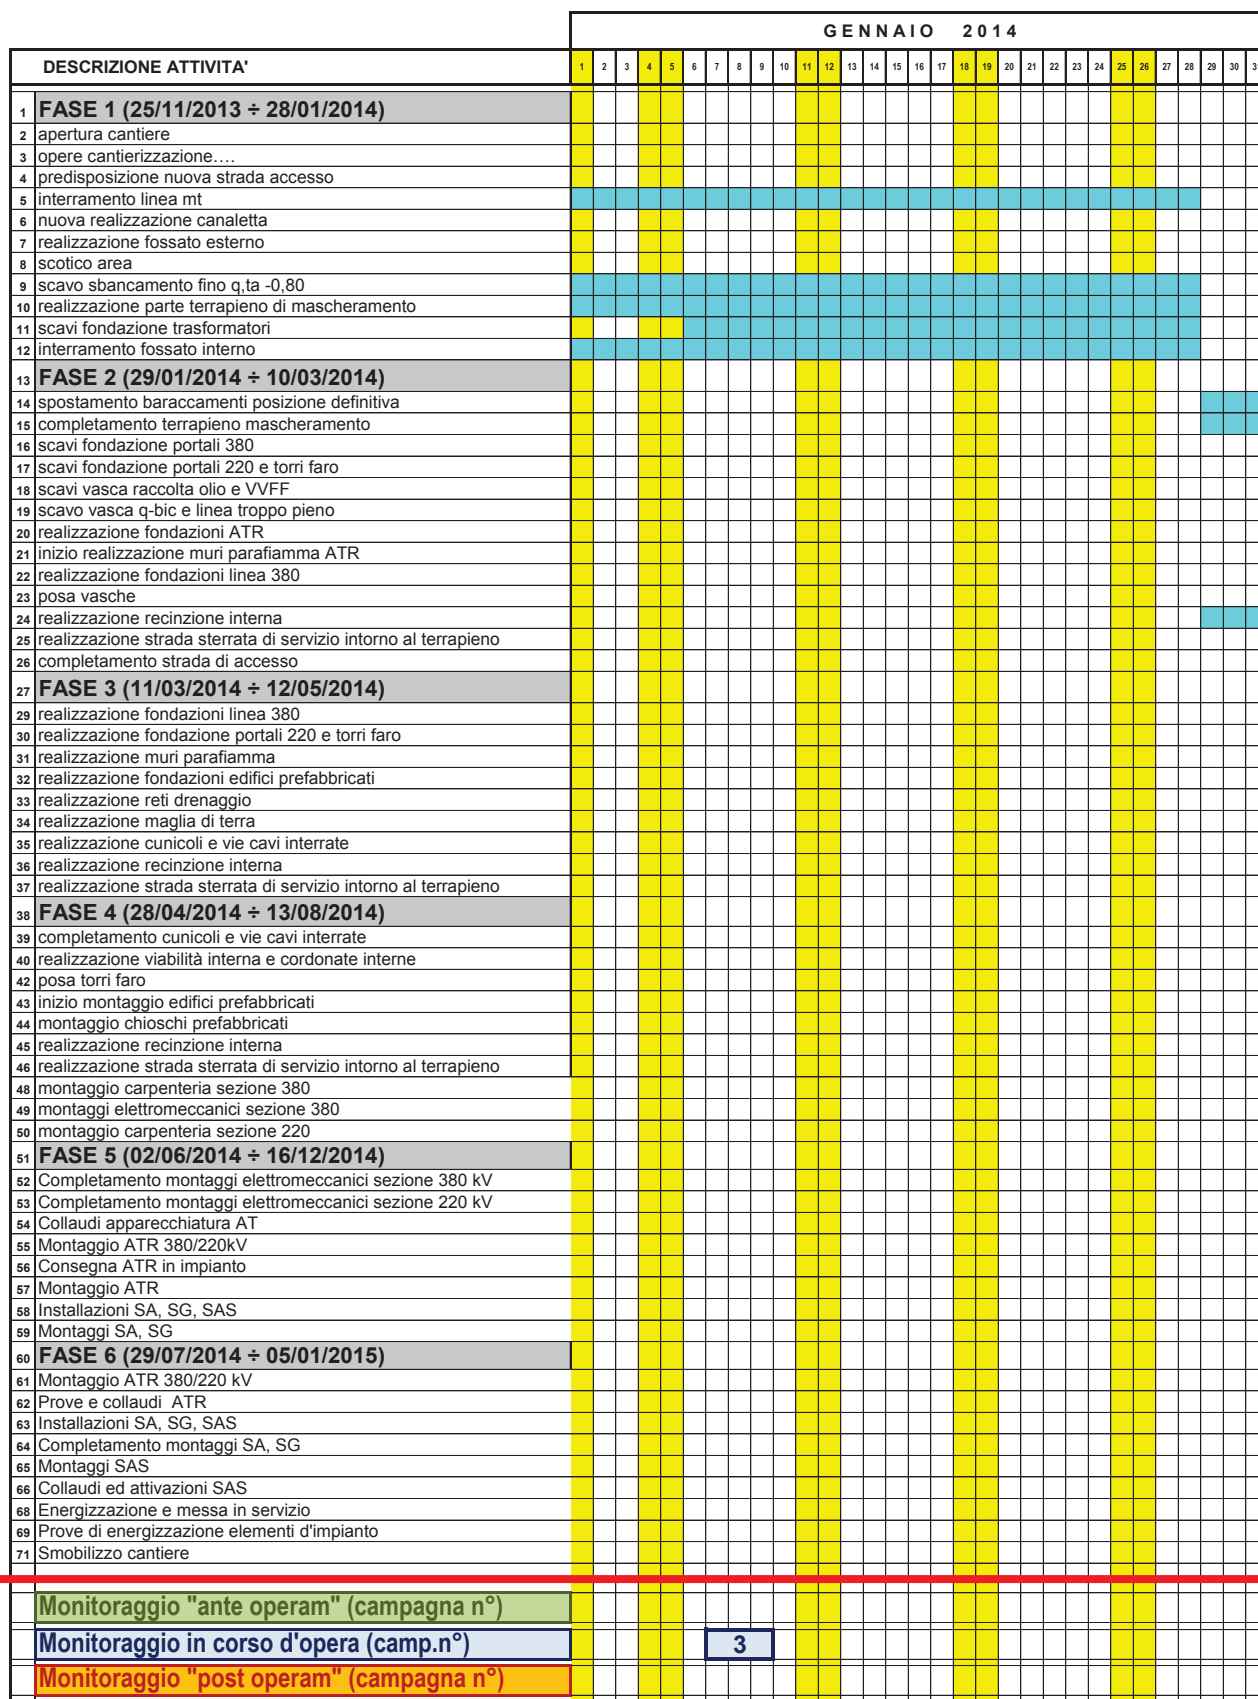 GENNAIO 2014
DESCRIZIONE ATTIVITA' 1 2 3 4 5 6 7 8 9 10 11 12 13 14 15 16 17 18 19 20 21 22 23 24 25 26 27 28 29 30 31
1 FASE 1 (25/11/2013 ÷ 28/01/2014)
2 apertura cantiere
3 opere cantierizzazione….
4 predisposizione nuova strada accesso
5 interramento linea mt
6 nuova realizzazione canaletta
7 realizzazione fossato esterno
8 scotico area
9 scavo sbancamento fino q,ta -0,80
10 realizzazione parte terrapieno di mascheramento
11 scavi fondazione trasformatori
12 interramento fossato interno
13 FASE 2 (29/01/2014 ÷ 10/03/2014)
14 spostamento baraccamenti posizione definitiva
15 completamento terrapieno mascheramento
16 scavi fondazione portali 380
17 scavi fondazione portali 220 e torri faro
18 scavi vasca raccolta olio e VVFF
19 scavo vasca q-bic e linea troppo pieno
20 realizzazione fondazioni ATR
21 inizio realizzazione muri parafiamma ATR
22 realizzazione fondazioni linea 380
23 posa vasche
24 realizzazione recinzione interna
25 realizzazione strada sterrata di servizio intorno al terrapieno
26 completamento strada di accesso
27 FASE 3 (11/03/2014 ÷ 12/05/2014)
29 realizzazione fondazioni linea 380
30 realizzazione fondazione portali 220 e torri faro
31 realizzazione muri parafiamma
32 realizzazione fondazioni edifici prefabbricati
33 realizzazione reti drenaggio
34 realizzazione maglia di terra
35 realizzazione cunicoli e vie cavi interrate
36 realizzazione recinzione interna
37 realizzazione strada sterrata di servizio intorno al terrapieno
38 FASE 4 (28/04/2014 ÷ 13/08/2014)
39 completamento cunicoli e vie cavi interrate
40 realizzazione viabilità interna e cordonate interne
42 posa torri faro
43 inizio montaggio edifici prefabbricati
44 montaggio chioschi prefabbricati
45 realizzazione recinzione interna
46 realizzazione strada sterrata di servizio intorno al terrapieno
48 montaggio carpenteria sezione 380
49 montaggi elettromeccanici sezione 380
50 montaggio carpenteria sezione 220
51 FASE 5 (02/06/2014 ÷ 16/12/2014)
52 Completamento montaggi elettromeccanici sezione 380 kV
53 Completamento montaggi elettromeccanici sezione 220 kV
54 Collaudi apparecchiatura AT
55 Montaggio ATR 380/220kV
56 Consegna ATR in impianto
57 Montaggio ATR
58 Installazioni SA, SG, SAS
59 Montaggi SA, SG
60 FASE 6 (29/07/2014 ÷ 05/01/2015)
61 Montaggio ATR 380/220 kV
62 Prove e collaudi ATR
63 Installazioni SA, SG, SAS
64 Completamento montaggi SA, SG
65 Montaggi SAS
66 Collaudi ed attivazioni SAS
68 Energizzazione e messa in servizio
69 Prove di energizzazione elementi d'impianto
71 Smobilizzo cantiere
Monitoraggio "ante operam" (campagna n°)
Monitoraggio in corso d'opera (camp.n°) 3
Monitoraggio "post operam" (campagna n°)